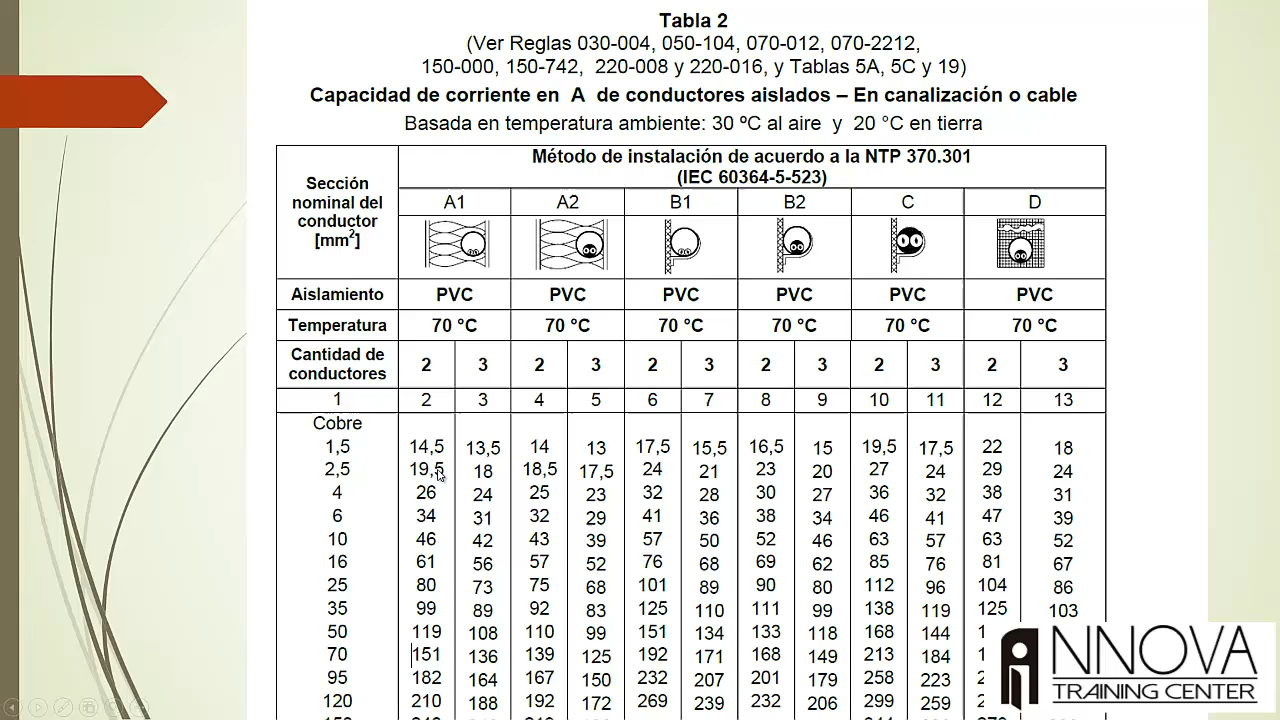 Tabla 2
(Ver Reglas 030-004, 050-104, 070-012, 070-2212,
150-000, 150-742, 220-008 y 220-016, y Tablas 5A, 5C y 19)
Capacidad de corriente en A de conductores aislados – En canalización o cable
Basada en temperatura ambiente: 30 ºC al aire y 20 °C en tierra
Sección nominal del conductor [mm2]
Método de instalación de acuerdo a la NTP 370.301
(IEC 60364-5-523)
A1 A2 B1 B2 C D
Aislamiento PVC PVC PVC PVC PVC PVC
Temperatura 70 °C 70 °C 70 °C 70 °C 70 °C 70 °C
Cantidad de conductores 2 3 2 3 2 3 2 3 2 3 2 3
1 2 3 4 5 6 7 8 9 10 11 12 13
Cobre
1,5 14,5 13,5 14 13 17,5 15,5 16,5 15 19,5 17,5 22 18
2,5 19,5 18 18,5 17,5 24 21 23 20 27 24 29 24
4 26 24 25 23 32 28 30 27 36 32 38 31
6 34 31 32 29 41 36 38 34 46 41 47 39
10 46 42 43 39 57 50 52 46 63 57 63 52
16 61 56 57 52 76 68 69 62 85 76 81 67
25 80 73 75 68 101 89 90 80 112 96 104 86
35 99 89 92 83 125 110 111 99 138 119 125 103
50 119 108 110 99 151 134 133 118 168 144
70 151 136 139 125 192 171 168 149 213 184
95 182 164 167 150 232 207 201 179 258 223
120 210 188 192 172 269 239 232 206 299 259
INNOVA
TRAINING CENTER